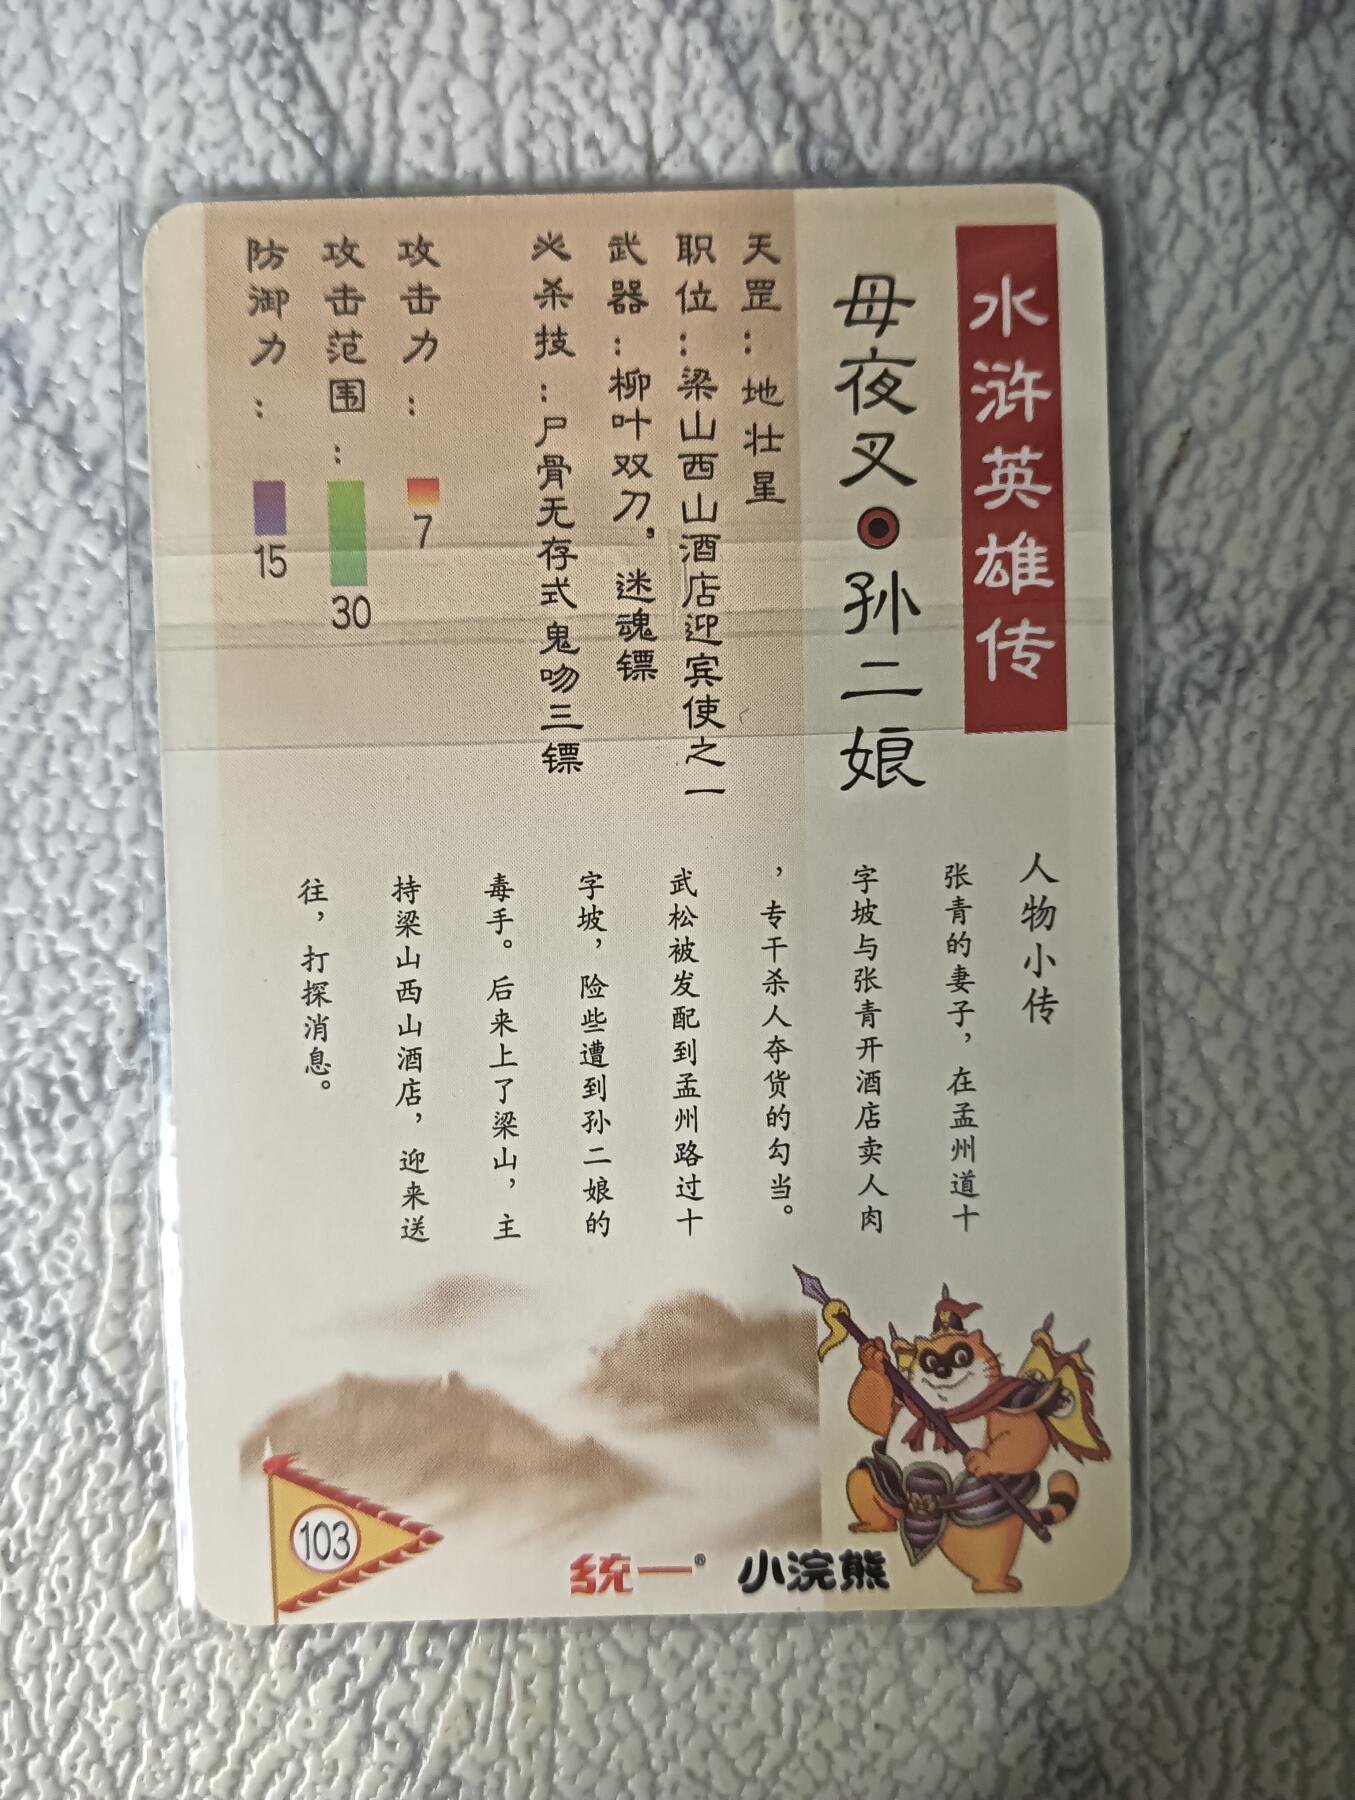 水浒英雄传
母夜叉●孙二娘
天罡：地壮星
职位：梁山西山酒店迎宾使之一
武器：柳叶双刀，迷魂镖
必杀技：尸骨无存式鬼吻三镖
攻击力：7
攻击范围：30
防御力：15
人物小传
张青的妻子，在孟州道十
字坡与张青开酒店卖人肉
，专干杀人夺货的勾当。
武松被发配到孟州路过十
字坡，险些遭到孙二娘的
毒手。后来上了梁山，主
持梁山西山酒店，迎来送
往，打探消息。
103
统一® 小浣熊